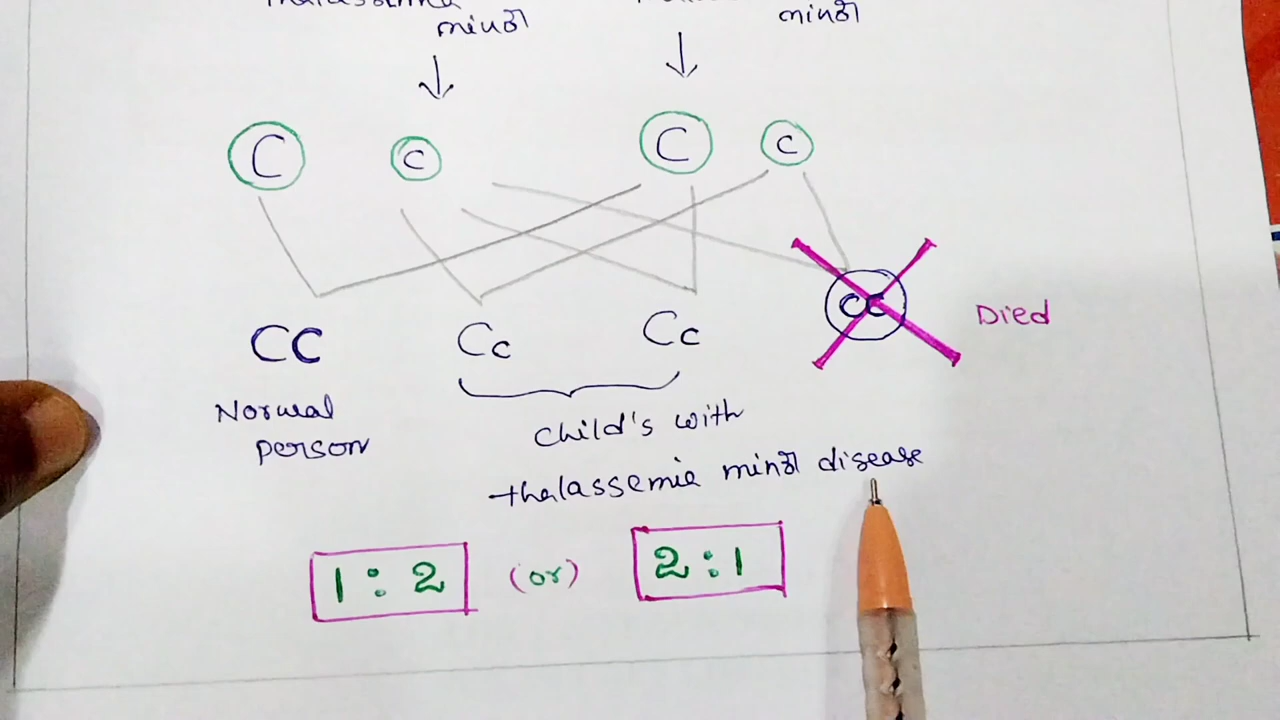 minor
minor
C c C c
CC Cc Cc cc Died
Normal
person
child's with
thalassemia minor disease
1 : 2 (or) 2 : 1